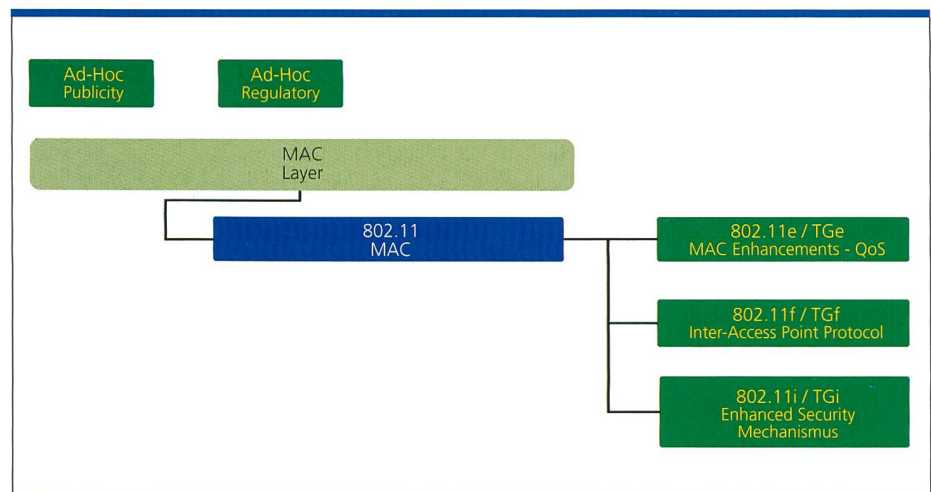 Ad-Hoc
Publicity
Ad-Hoc
Regulatory
MAC
Layer
802.11
MAC
802.11e / TGe
MAC Enhancements - QoS
802.11f / TGf
Inter-Access Point Protocol
802.11i / TGi
Enhanced Security
Mechanismus